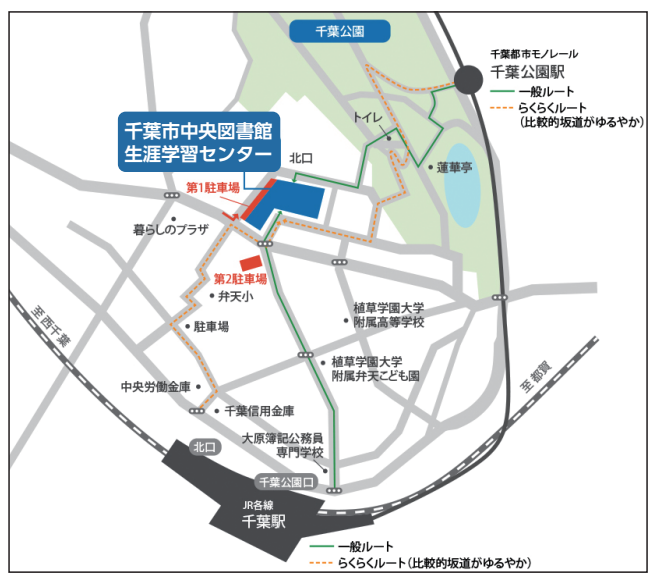 千葉公園
千葉都市モノレール
千葉公園駅
一般ルート
らくらくルート
(比較的坂道がゆるやか)
トイレ
千葉市中央図書館
生涯学習センター
北口
蓮華亭
第1駐車場
暮らしのプラザ
第2駐車場
弁天小
植草学園大学
附属高等学校
至西千葉
駐車場
植草学園大学
附属弁天こども園
至都賀
中央労働金庫
千葉信用金庫
大原簿記公務員
専門学校
北口
千葉公園口
JR各線
千葉駅
一般ルート
らくらくルート(比較的坂道がゆるやか)